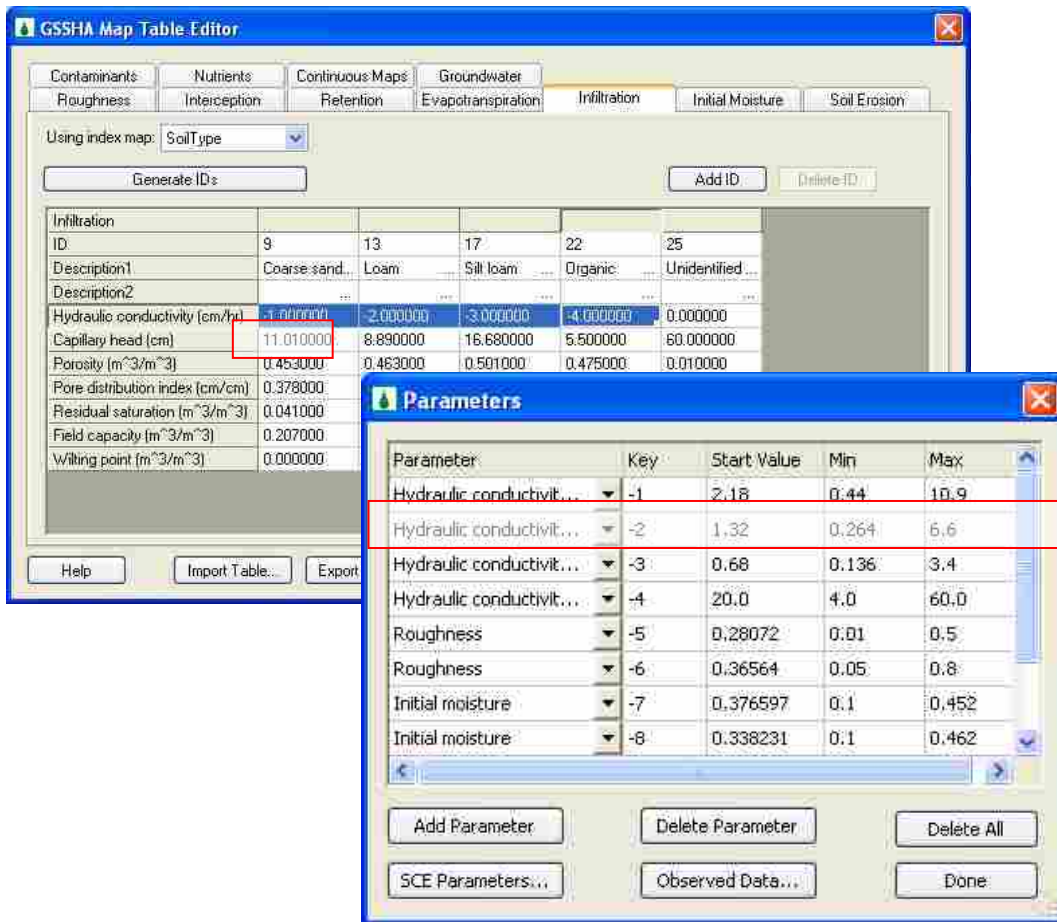 GSSHA Map Table Editor
Contaminants Nutrients Continuous Maps Groundwater
Roughness Interception Retention Evapotranspiration Infiltration Initial Moisture Soil Erosion
Using index map: SoilType
Generate IDs Add ID Delete ID
Infiltration
ID 9 13 17 22 25
Description1 Coarse sand... Loam ... Silt loam ... Organic ... Unidentified ...
Description2 ... ... ... ... ...
Hydraulic conductivity (cm/hr) -1.000000 -2.000000 -3.000000 -4.000000 0.000000
Capillary head (cm) 11.010000 8.890000 16.680000 5.500000 60.000000
Porosity (m^3/m^3) 0.453000 0.463000 0.501000 0.475000 0.010000
Pore distribution index (cm/cm) 0.378000
Residual saturation (m^3/m^3) 0.041000
Field capacity (m^3/m^3) 0.207000
Wilting point (m^3/m^3) 0.000000
Help Import Table... Export
Parameters
Parameter Key Start Value Min Max
Hydraulic conductivit... -1 2.18 0.44 10.9
Hydraulic conductivit... -2 1.32 0.264 6.6
Hydraulic conductivit... -3 0.68 0.136 3.4
Hydraulic conductivit... -4 20.0 4.0 60.0
Roughness -5 0.28072 0.01 0.5
Roughness -6 0.36564 0.05 0.8
Initial moisture -7 0.376597 0.1 0.452
Initial moisture -8 0.338231 0.1 0.462
Add Parameter Delete Parameter Delete All
SCE Parameters... Observed Data... Done